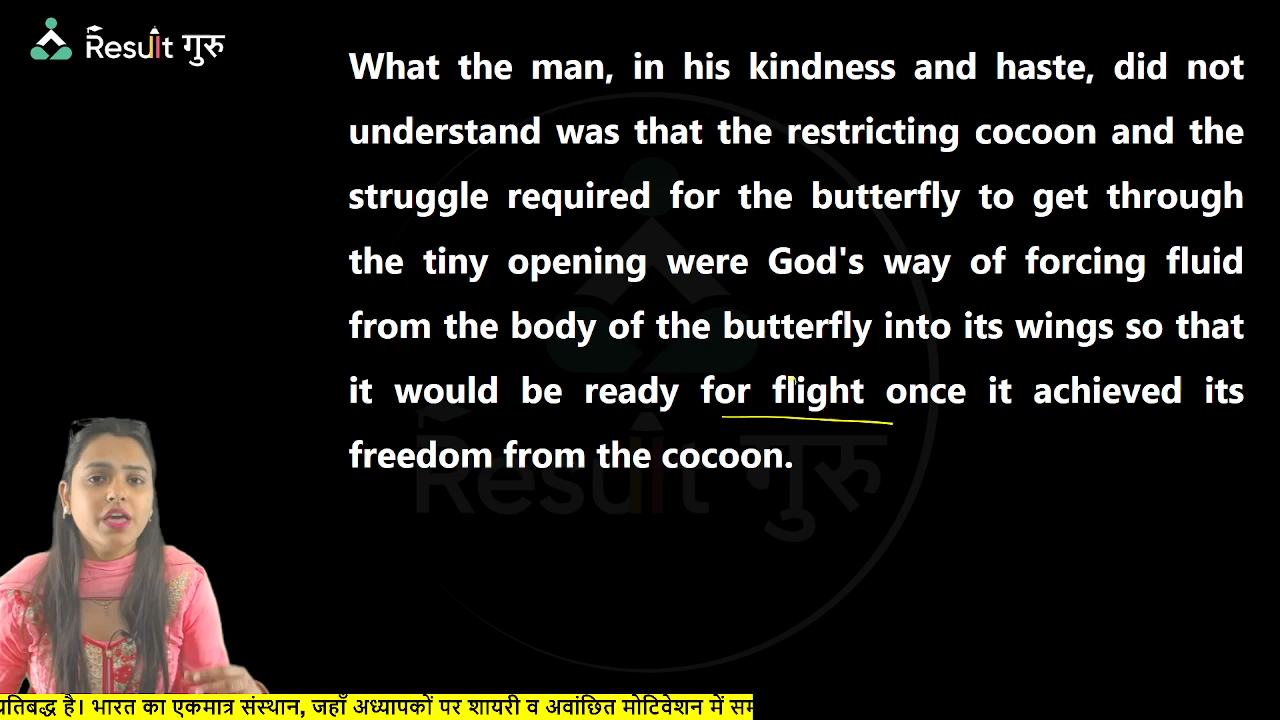 Result गुरु
What the man, in his kindness and haste, did not
understand was that the restricting cocoon and the
struggle required for the butterfly to get through
the tiny opening were God's way of forcing fluid
from the body of the butterfly into its wings so that
it would be ready for flight once it achieved its
freedom from the cocoon.
Result गुरु
प्रतिबद्ध है। भारत का एकमात्र संस्थान, जहाँ अध्यापकों पर शायरी व अवांछित मोटिवेशन में